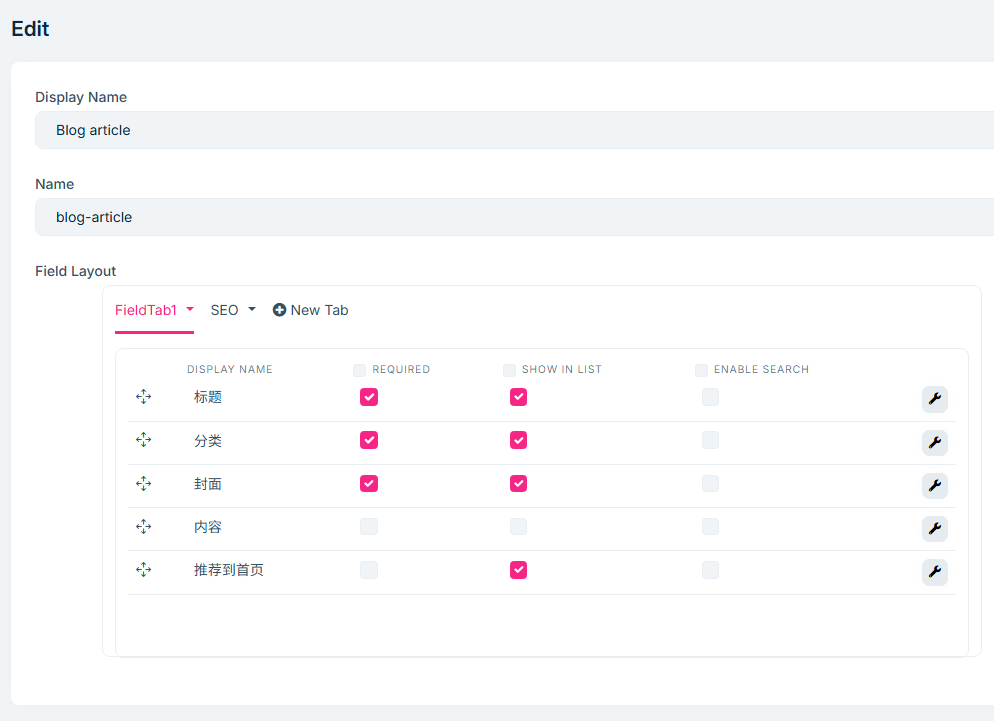 Edit
Display Name
Blog article
Name
blog-article
Field Layout
FieldTab1 SEO New Tab
DISPLAY NAME REQUIRED SHOW IN LIST ENABLE SEARCH
标题
分类
封面
内容
推荐到首页